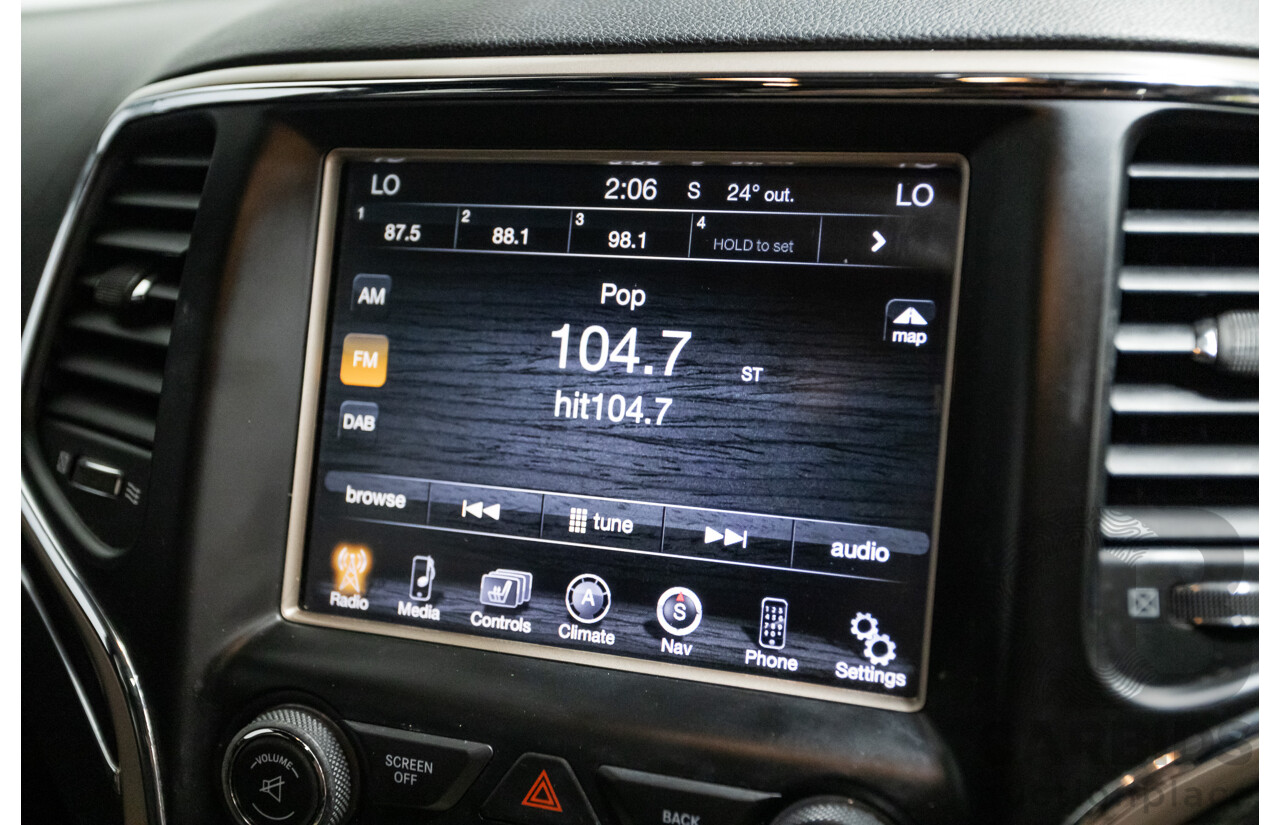 LO 2:06 S 24° out. LO
1 87.5 2 88.1 3 98.1 4 HOLD to set
AM
Pop
map
FM
104.7 ST
hit104.7
DAB
browse tune audio
Radio Media Controls Climate Nav Phone Settings
A
S
VOLUME
SCREEN
OFF
BACK